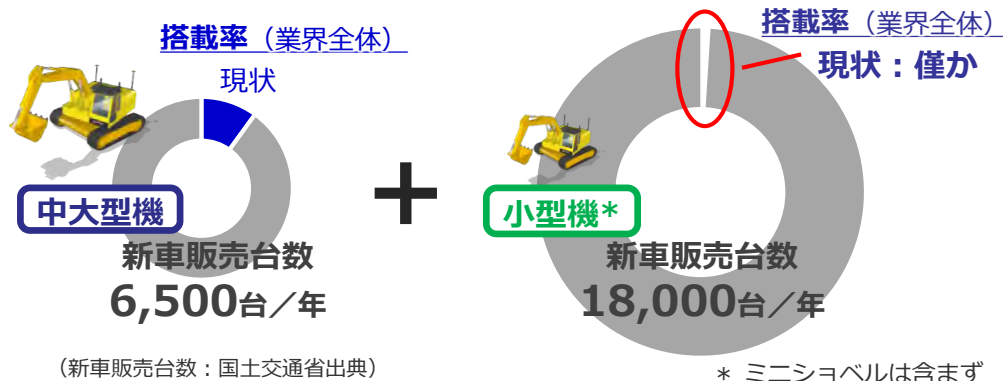 搭載率（業界全体）
現状
中大型機
新車販売台数
6,500台／年
（新車販売台数：国土交通省出典）
＋
搭載率（業界全体）
現状：僅か
小型機*
新車販売台数
18,000台／年
* ミニショベルは含まず